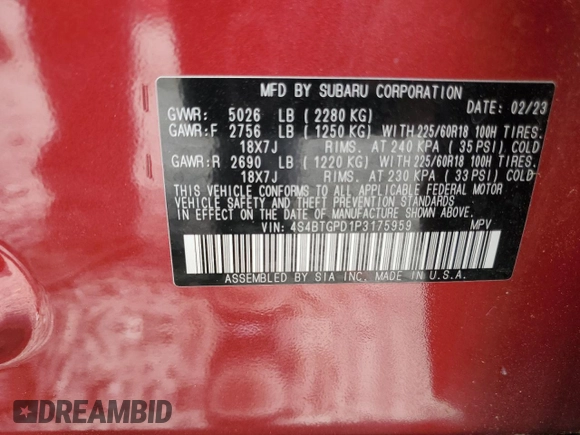 MFD BY SUBARU CORPORATION
GVWR: 5026 LB ( 2280 KG) DATE: 02/23
GAWR:F 2756 LB ( 1250 KG) WITH 225/60R18 100H TIRES.
18X7J RIMS. AT 240 KPA ( 35 PSI) COLD
GAWR:R 2690 LB ( 1220 KG) WITH 225/60R18 100H TIRES.
18X7J RIMS. AT 230 KPA ( 33 PSI) COLD
THIS VEHICLE CONFORMS TO ALL APPLICABLE FEDERAL MOTOR
VEHICLE SAFETY AND THEFT PREVENTION STANDARDS
IN EFFECT ON THE DATE OF MANUFACTURE SHOWN ABOVE.
VIN: 4S4BTGPD1P3175959 MPV
ASSEMBLED BY SIA INC. MADE IN U.S.A.
DREAMBID